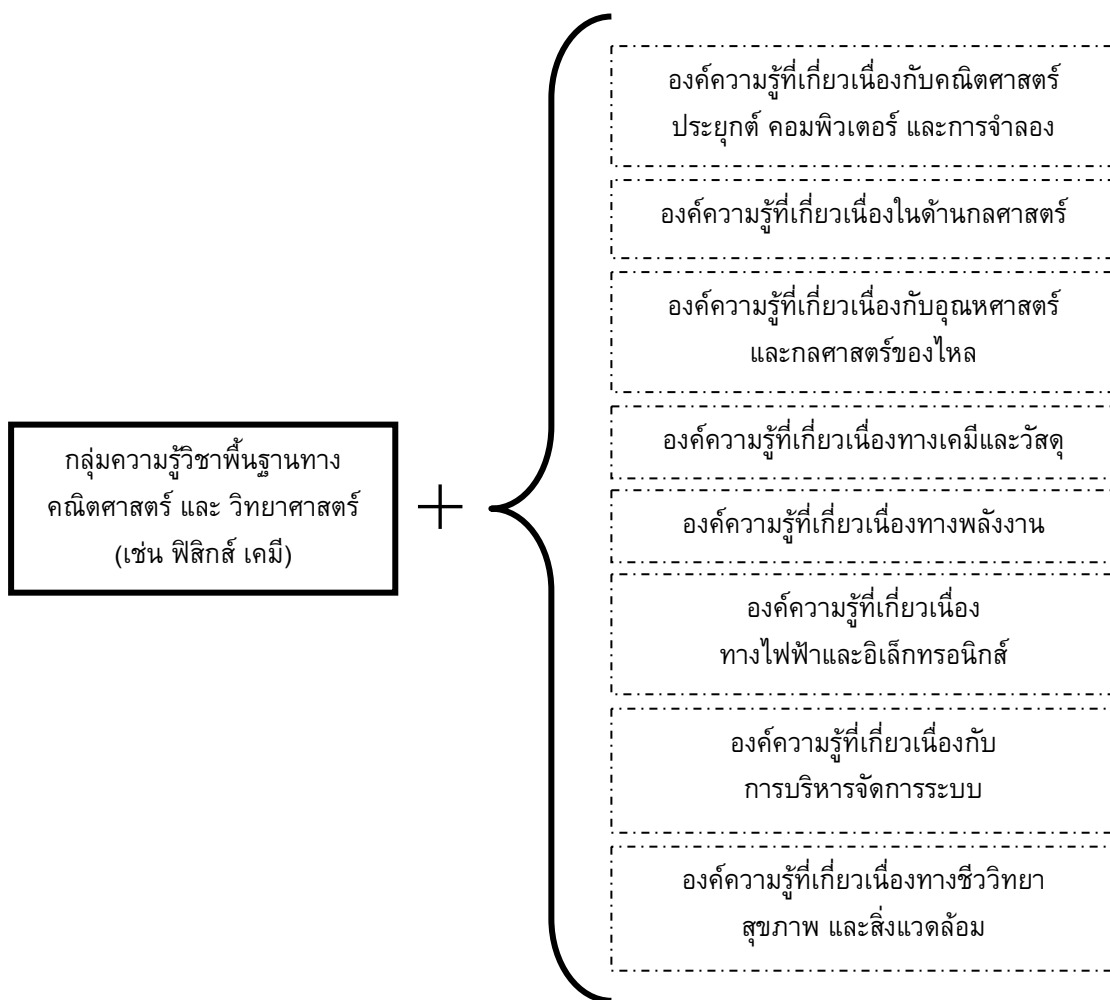 กลุ่มความรู้วิชาพื้นฐานทาง
คณิตศาสตร์ และ วิทยาศาสตร์
(เช่น ฟิสิกส์ เคมี)
+
องค์ความรู้ที่เกี่ยวเนื่องกับคณิตศาสตร์
ประยุกต์ คอมพิวเตอร์ และการจำลอง
องค์ความรู้ที่เกี่ยวเนื่องในด้านกลศาสตร์
องค์ความรู้ที่เกี่ยวเนื่องกับอุณหศาสตร์
และกลศาสตร์ของไหล
องค์ความรู้ที่เกี่ยวเนื่องทางเคมีและวัสดุ
องค์ความรู้ที่เกี่ยวเนื่องทางพลังงาน
องค์ความรู้ที่เกี่ยวเนื่อง
ทางไฟฟ้าและอิเล็กทรอนิกส์
องค์ความรู้ที่เกี่ยวเนื่องกับ
การบริหารจัดการระบบ
องค์ความรู้ที่เกี่ยวเนื่องทางชีววิทยา
สุขภาพ และสิ่งแวดล้อม